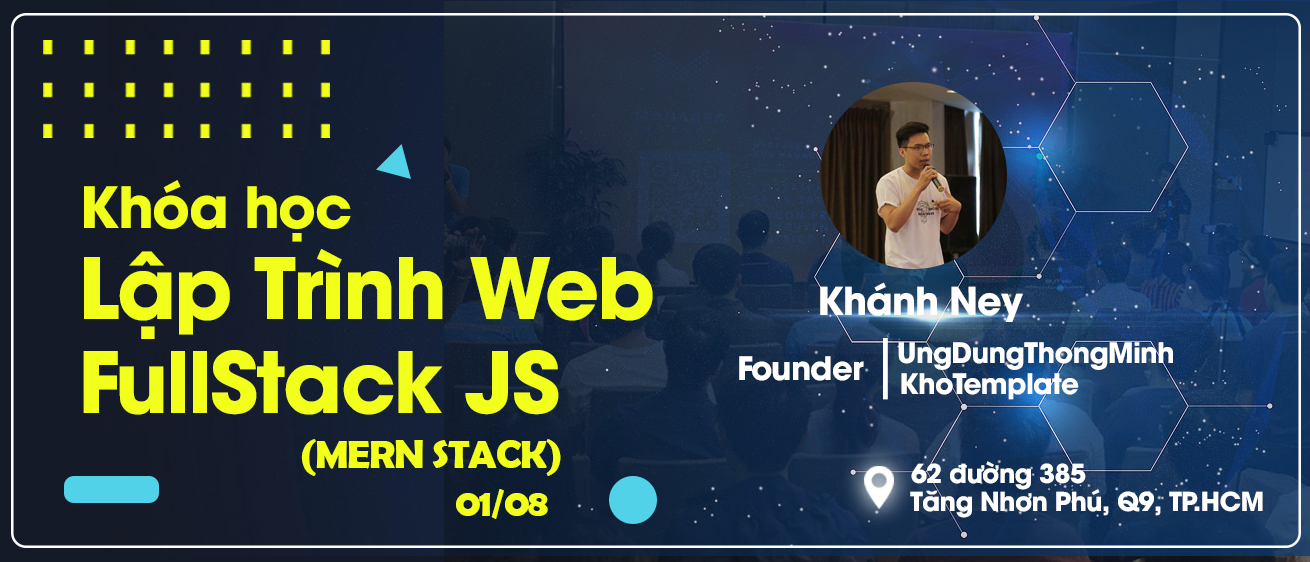 Khóa học
Lập Trình Web
FullStack JS
(MERN STACK)
01/08
Khánh Ney
Founder
UngDungThongMinh
KhoTemplate
62 đường 385
Tăng Nhơn Phú, Q9, TP.HCM